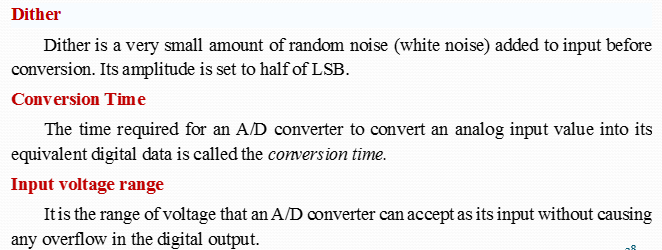 Dither
Dither is a very small amount of random noise (white noise) added to input before
conversion. Its amplitude is set to half of LSB.
Conversion Time
The time required for an A/D converter to convert an analog input value into its
equivalent digital data is called the conversion time.
Input voltage range
It is the range of voltage that an A/D converter can accept as its input without causing
any overflow in the digital output.